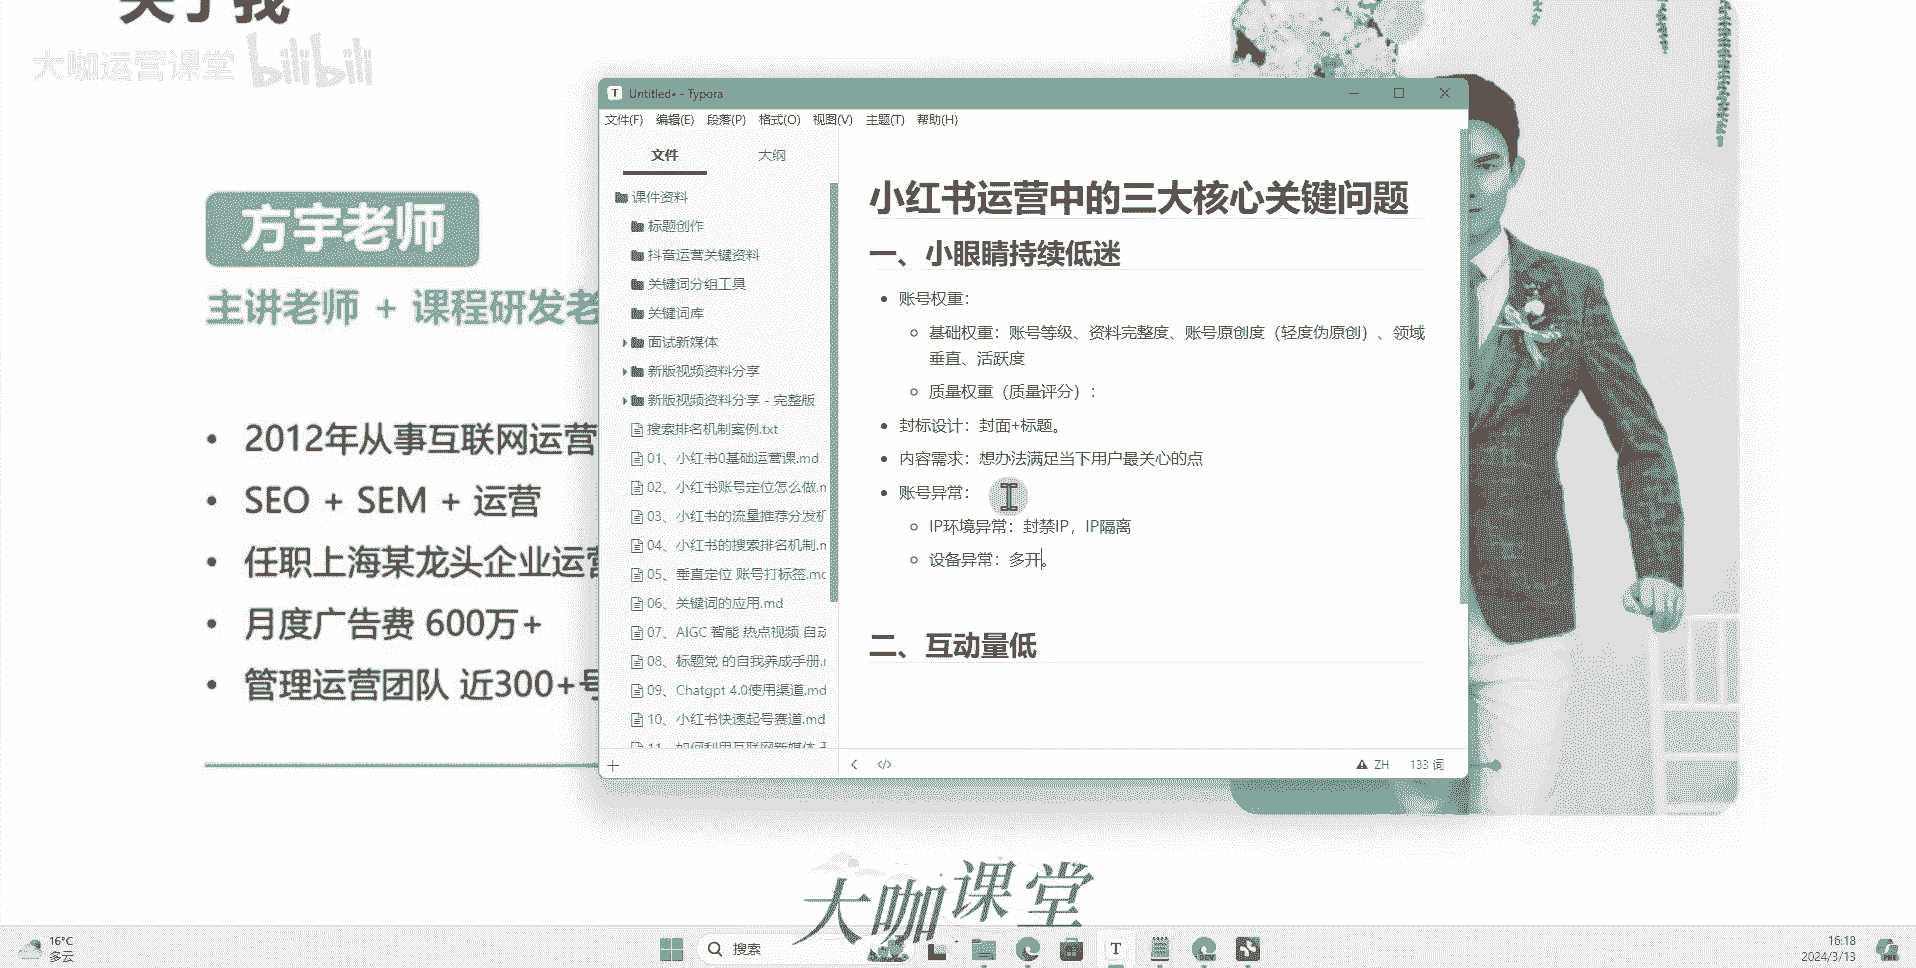 关于我
大咖运营课堂 bilibili
方宇老师
主讲老师 + 课程研发老
2012年从事互联网运营
SEO + SEM + 运营
任职上海某龙头企业运营
月度广告费 600万+
管理运营团队 近300+号
Untitled• - Typora
文件(F) 编辑(E) 段落(P) 格式(O) 视图(V) 主题(T) 帮助(H)
文件 大纲
课件资料
标题创作
抖音运营关键资料
关键词分组工具
关键词库
面试新媒体
新版视频资料分享
新版视频资料分享 - 完整版
搜索排名机制案例.txt
01、小红书0基础运营课.md
02、小红书账号定位怎么做.m
03、小红书的流量推荐分发机
04、小红书的搜索排名机制.m
05、垂直定位 账号打标签.md
06、关键词的应用.md
07、AIGC 智能 热点视频 自动
08、标题党 的自我养成手册.m
09、Chatgpt 4.0使用渠道.md
10、小红书快速起号赛道.md
11、如何利用互联网新媒体
小红书运营中的三大核心关键问题
一、小眼睛持续低迷
账号权重：
基础权重：账号等级、资料完整度、账号原创度（轻度伪原创）、领域
垂直、活跃度
质量权重（质量评分）：
封标设计：封面+标题。
内容需求：想办法满足当下用户最关心的点
账号异常：
IP环境异常：封禁IP，IP隔离
设备异常：多开。
二、互动量低
ZH 133 词
大咖课堂
16°C
多云
搜索
T
DEV
16:18
2024/3/13
PRE